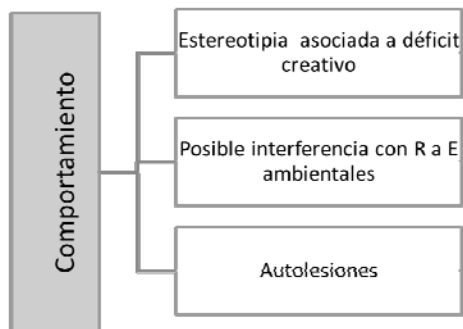 Comportamiento
Estereotipia asociada a déficit
creativo
Posible interferencia con R a E
ambientales
Autolesiones